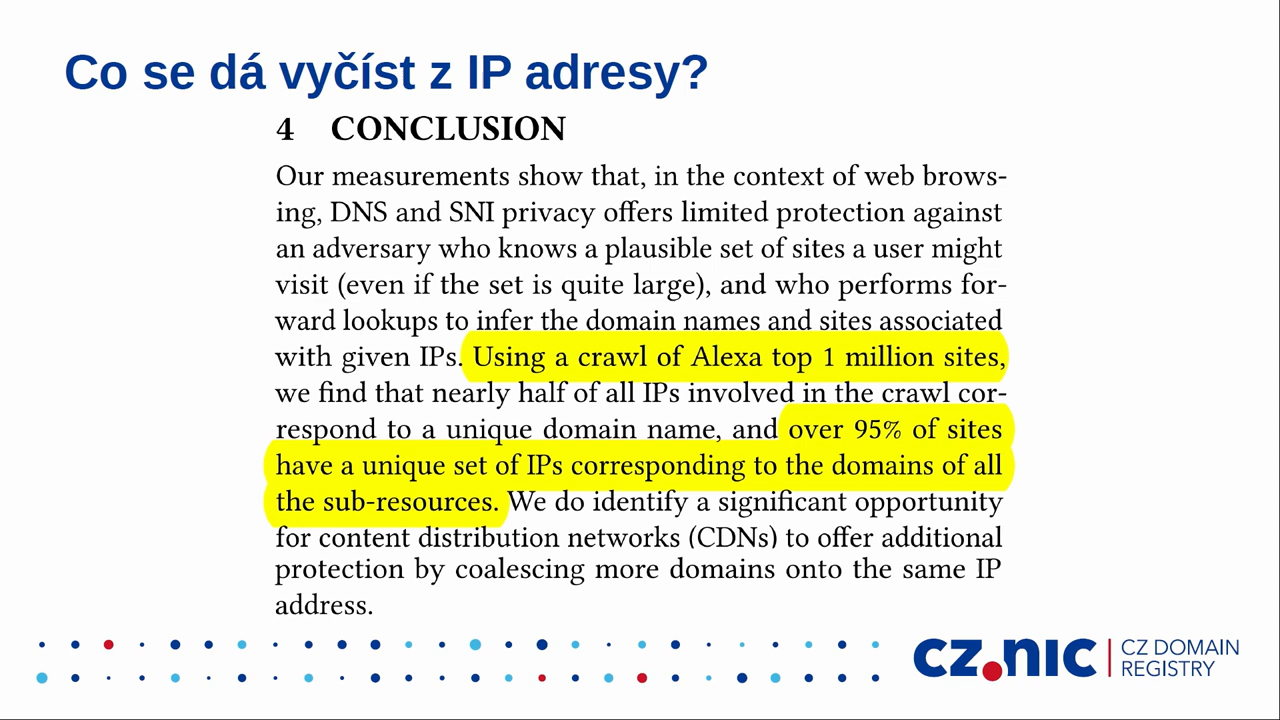 Co se dá vyčíst z IP adresy?
4 CONCLUSION
Our measurements show that, in the context of web brows-
ing, DNS and SNI privacy offers limited protection against
an adversary who knows a plausible set of sites a user might
visit (even if the set is quite large), and who performs for-
ward lookups to infer the domain names and sites associated
with given IPs. Using a crawl of Alexa top 1 million sites,
we find that nearly half of all IPs involved in the crawl cor-
respond to a unique domain name, and over 95% of sites
have a unique set of IPs corresponding to the domains of all
the sub-resources. We do identify a significant opportunity
for content distribution networks (CDNs) to offer additional
protection by coalescing more domains onto the same IP
address.
CZ.NIC
CZ DOMAIN
REGISTRY